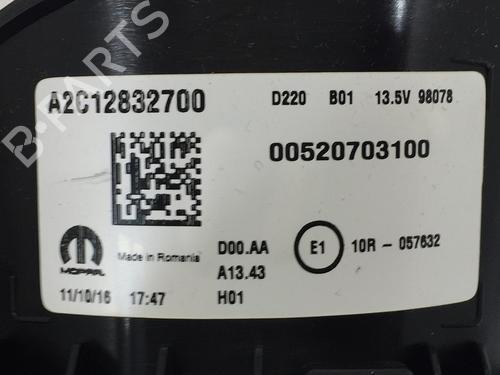 A2C12832700 D220 B01 13.5V 98078
00520703100
MOPAR Made in Romania D00.AA E1 10R - 057632
A13.43
11/10/16 17:47 H01
B-PARTS